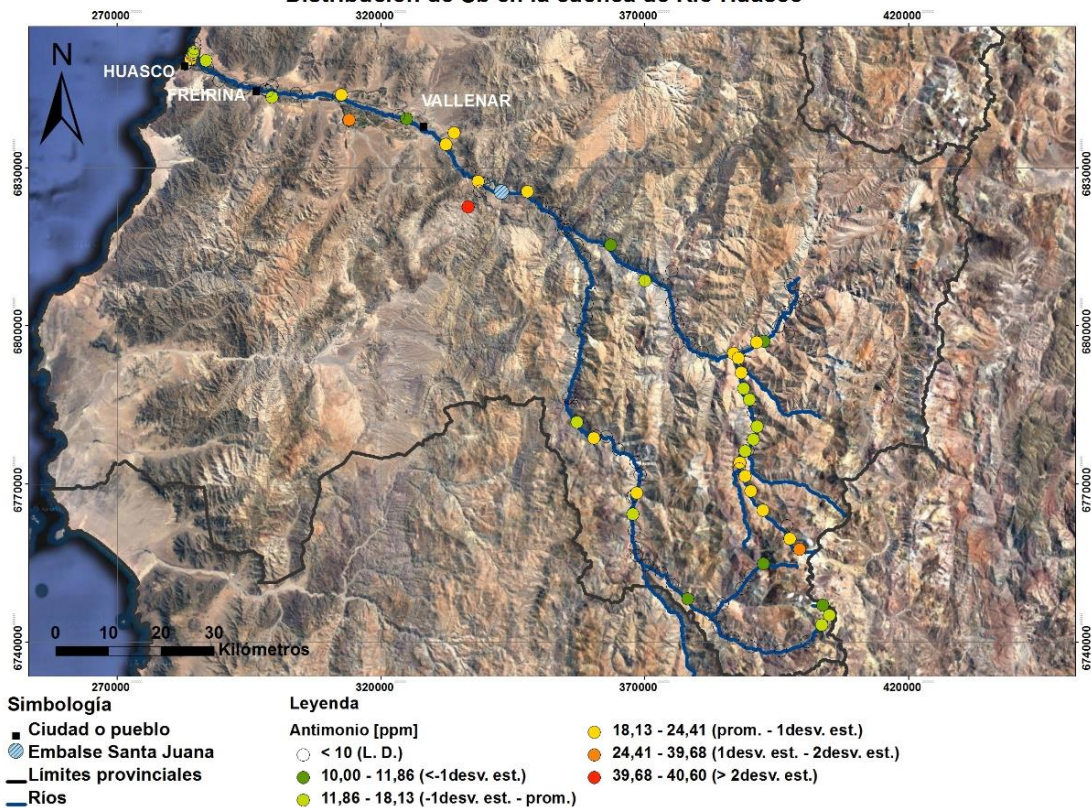 Distribución de Sb en la cuenca de Río Huasco
270000 320000 370000 420000
N
HUASCO
FREIRINA
VALLENAR
6830000 6830000
6800000 6800000
6770000 6770000
6740000 6740000
0 10 20 30
Kilómetros
270000 320000 370000 420000
Simbología
Ciudad o pueblo
Embalse Santa Juana
Límites provinciales
Ríos
Leyenda
Antimonio [ppm]
< 10 (L. D.)
10,00 - 11,86 (<-1desv. est.)
11,86 - 18,13 (-1desv. est. - prom.)
18,13 - 24,41 (prom. - 1desv. est.)
24,41 - 39,68 (1desv. est. - 2desv. est.)
39,68 - 40,60 (> 2desv. est.)